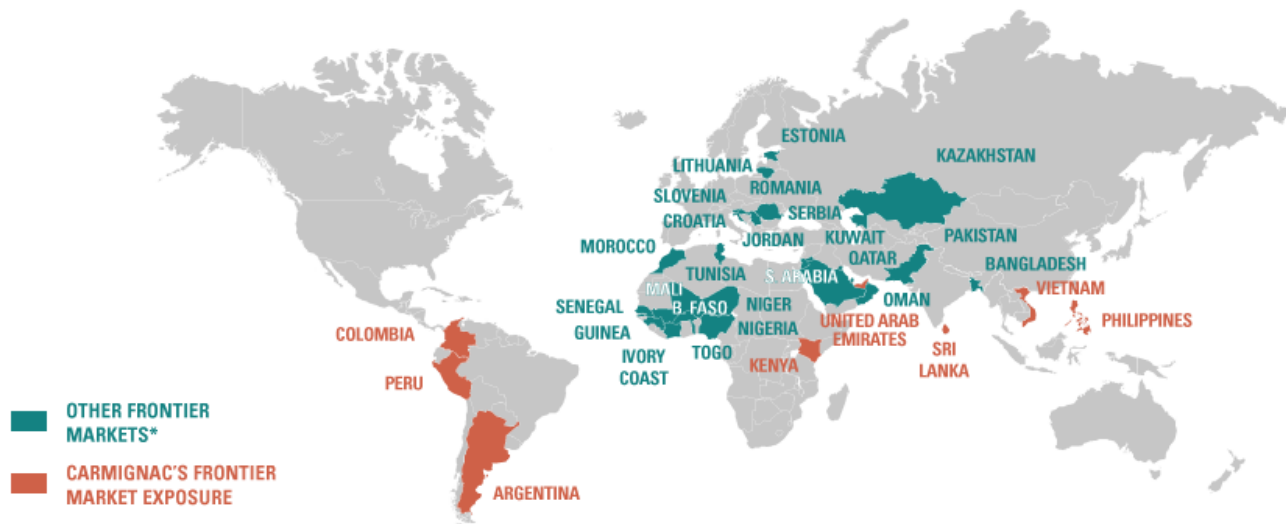 ESTONIA
LITHUANIA
KAZAKHSTAN
ROMANIA
SLOVENIA
SERBIA
CROATIA
KUWAIT
PAKISTAN
JORDAN
MOROCCO
QATAR
BANGLADESH
TUNISIA
S. ARABIA
MALI
VIETNAM
OMAN
SENEGAL
B. FASO
NIGER
UNITED ARAB
EMIRATES
PHILIPPINES
GUINEA
NIGERIA
COLOMBIA
SRI
LANKA
IVORY
COAST
TOGO
KENYA
PERU
OTHER FRONTIER
MARKETS*
CARMIGNAC'S FRONTIER
MARKET EXPOSURE
ARGENTINA